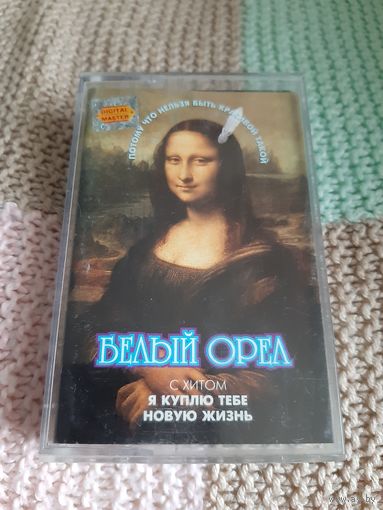 DIGITAL
MASTER
ПОТОМУ ЧТО НЕЛЬЗЯ БЫТЬ КРАСИВОЙ ТАКОЙ
БЕЛЫЙ ОРЕЛ
С ХИТОМ
Я КУПЛЮ ТЕБЕ
НОВУЮ ЖИЗНЬ